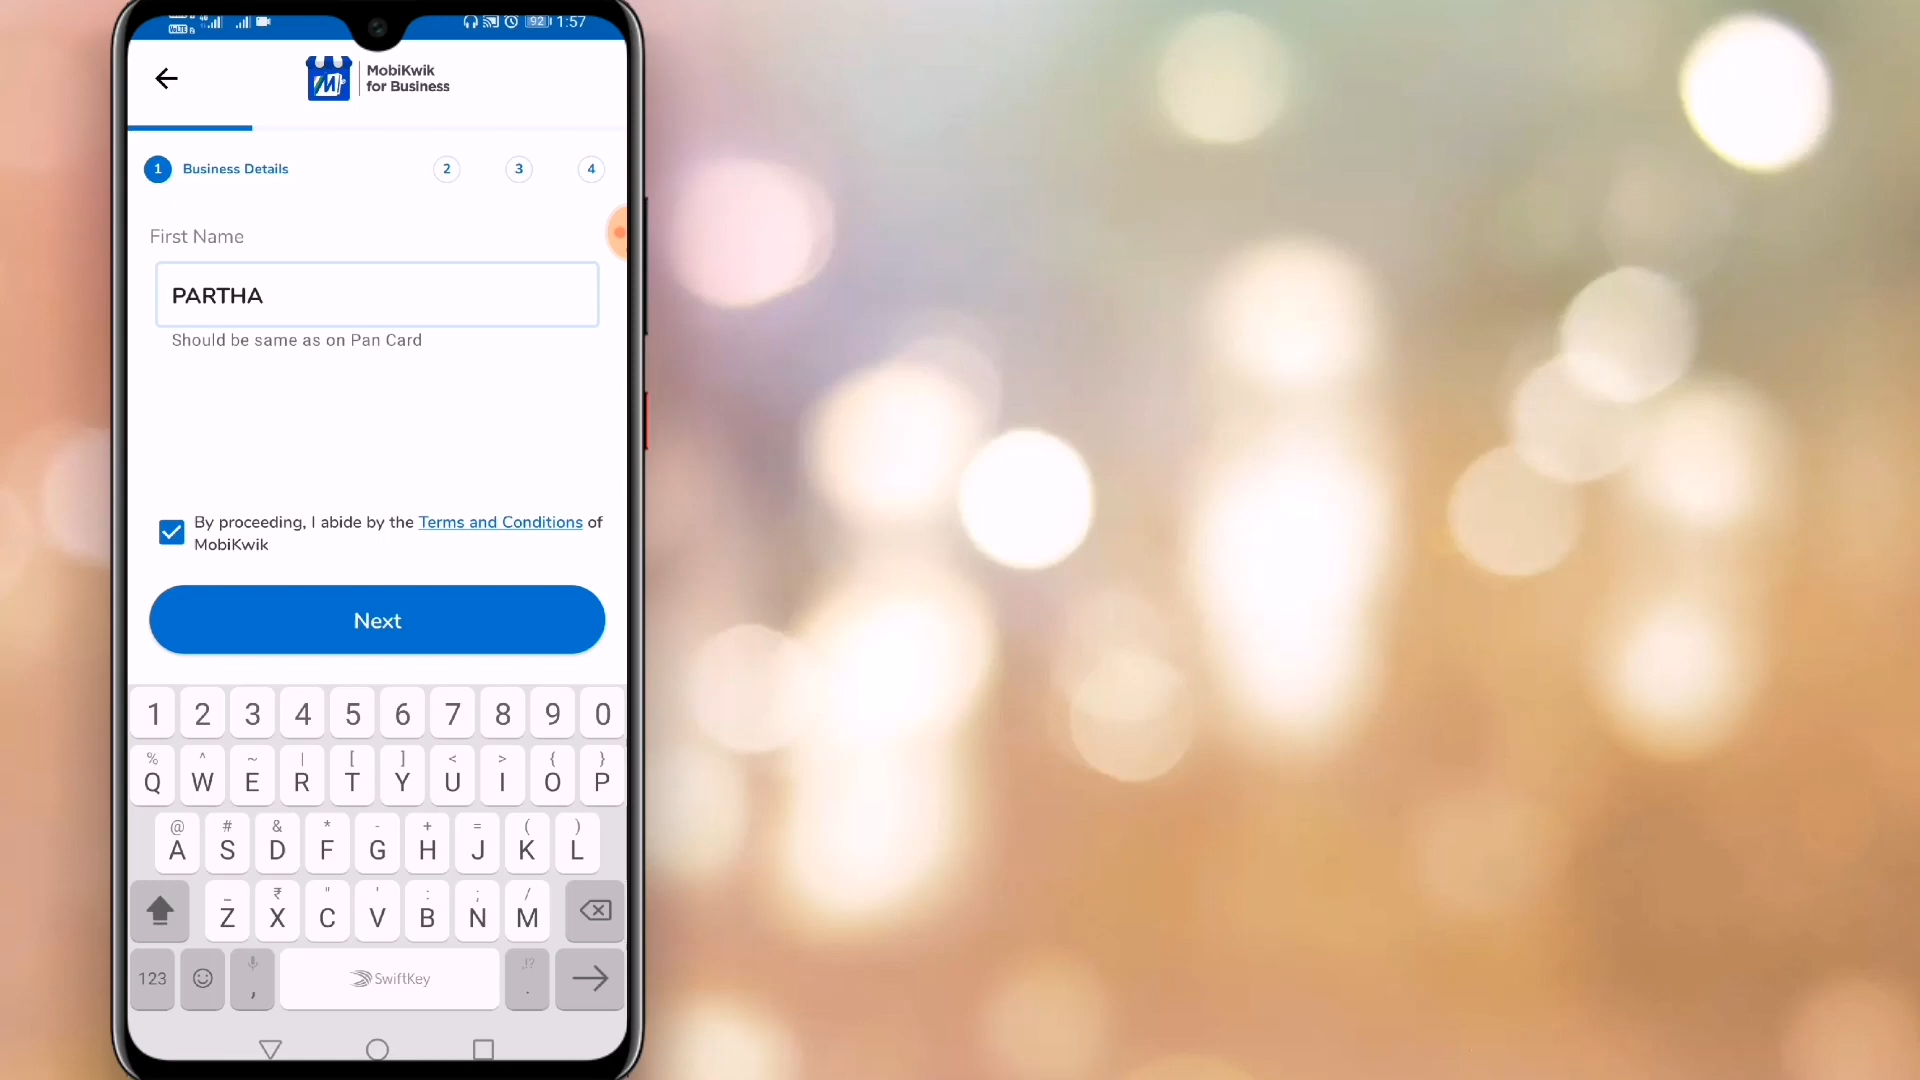 92 1:57
MobiKwik
for Business
1 Business Details 2 3 4
First Name
PARTHA
Should be same as on Pan Card
By proceeding, I abide by the Terms and Conditions of
MobiKwik
Next
1 2 3 4 5 6 7 8 9 0
% ^ ~ | [ ] < > { }
Q W E R T Y U I O P
@ # & * - + = ( )
A S D F G H J K L
_ ₹ " ' : ; /
Z X C V B N M
123 , SwiftKey ,!? .